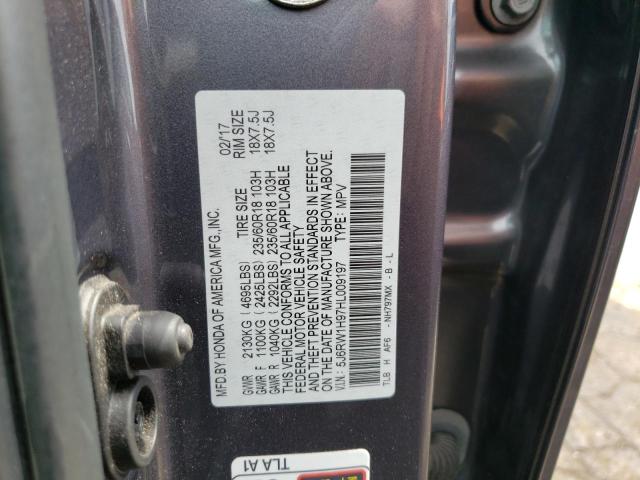 MFD.BY HONDA OF AMERICA MFG.,INC. 02/'17
GVWR 2130KG (4695LBS) TIRE SIZE RIM SIZE
GAWR F 1100KG (2425LBS) 235/60R18 103H 18X7.5J
GAWR R 1040KG (2292LBS) 235/60R18 103H 18X7.5J
THIS VEHICLE CONFORMS TO ALL APPLICABLE
FEDERAL MOTOR VEHICLE SAFETY
AND THEFT PREVENTION STANDARDS IN EFFECT
ON THE DATE OF MANUFACTURE SHOWN ABOVE.
V.I.N.: 5J6RW1H97HL009197 TYPE: MPV
TLB H AF6 - NH797MX - B - L
TLA A1